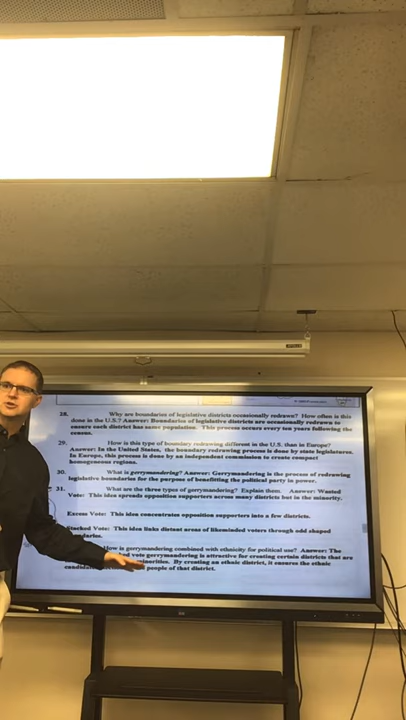 28. Why are boundaries of legislative districts occasionally redrawn? How often is this
done in the U.S.? Answer: Boundaries of legislative districts are occasionally redrawn to
ensure each district has same population. This process occurs every ten years following the
census.
29. How is this type of boundary redrawing different in the U.S. than in Europe?
Answer: In the United States, the boundary redrawing process is done by state legislatures.
In Europe, this process is done by an independent commission to create compact
homogeneous regions.
30. What is gerrymandering? Answer: Gerrymandering is the process of redrawing
legislative boundaries for the purpose of benefitting the political party in power.
31. What are the three types of gerrymandering? Explain them. Answer: Wasted
Vote: This idea spreads opposition supporters across many districts but in the minority.
Excess Vote: This idea concentrates opposition supporters into a few districts.
Stacked Vote: This idea links distant areas of likeminded voters through odd shaped
How is gerrymandering combined with ethnicity for political use? Answer: The
vote gerrymandering is attractive for creating certain districts that are
minorities. By creating an ethnic district, it ensures the ethnic
people of that district.